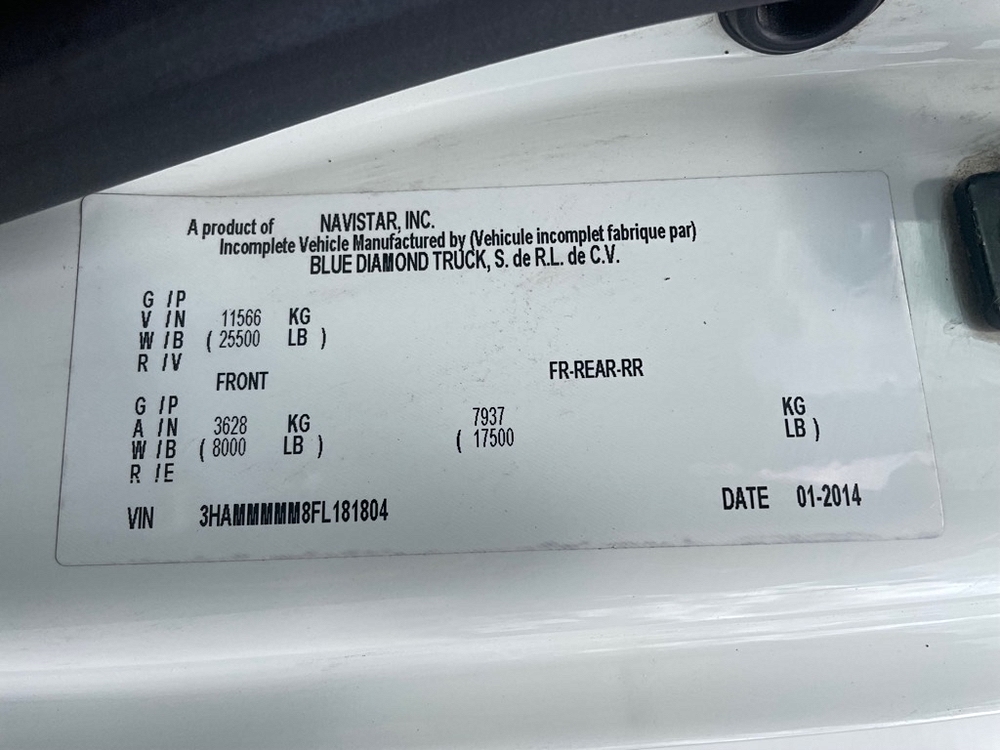 A product of NAVISTAR, INC.
Incomplete Vehicle Manufactured by (Vehicule incomplet fabrique par)
BLUE DIAMOND TRUCK, S. de R.L. de C.V.
G / P
V / N 11566 KG
W / B ( 25500 LB )
R / V
FRONT FR-REAR-RR
G / P
A / N 3628 KG 7937 KG
W / B ( 8000 LB ) ( 17500 LB )
R / E
VIN 3HAMMMMM8FL181804 DATE 01-2014